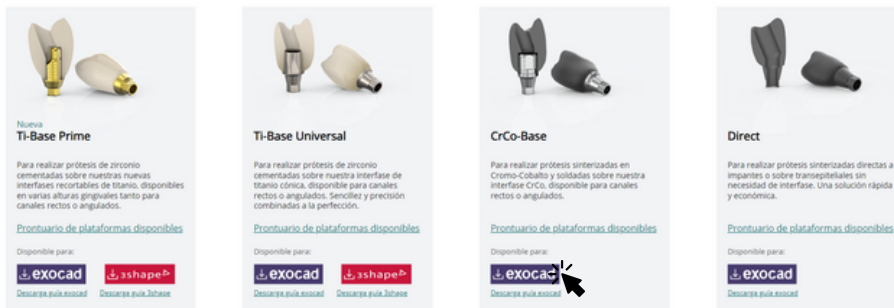 Nueva
Ti-Base Prime
Para realizar prótesis de zirconio
cementadas sobre nuestras nuevas
interfases recortables de titanio, disponibles
en varias alturas gingivales tanto para
canales rectos o angulados.
Prontuario de plataformas disponibles
Disponible para:
exocad
3shape
Descarga guía exocad
Descarga guía 3shape
Ti-Base Universal
Para realizar prótesis de zirconio
cementadas sobre nuestra interfase de
titanio cónica, disponible para canales
rectos o angulados. Sencillez y precisión
combinadas a la perfección.
Prontuario de plataformas disponibles
Disponible para:
exocad
3shape
Descarga guía exocad
Descarga guía 3shape
CrCo-Base
Para realizar prótesis sinterizadas en
Cromo-Cobalto y soldadas sobre nuestra
interfase CrCo, disponible para canales
rectos o angulados.
Prontuario de plataformas disponibles
Disponible para:
exocad
Descarga guía exocad
Direct
Para realizar prótesis sinterizadas directas a
impantes o sobre transepiteliales sin
necesidad de interfase. Una solución rápida
y económica.
Prontuario de plataformas disponibles
Disponible para:
exocad
Descarga guía exocad